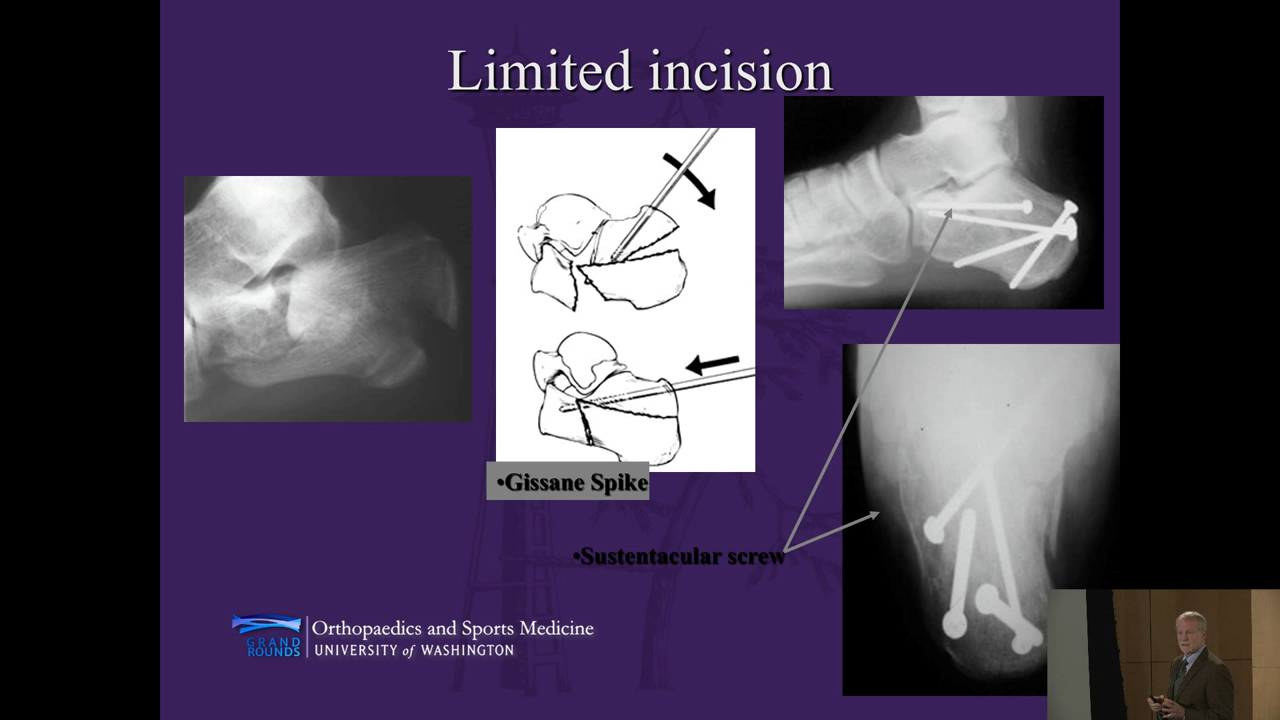 Limited incision
•Gissane Spike
•Sustentacular screw
GRAND
ROUNDS
Orthopaedics and Sports Medicine
UNIVERSITY of WASHINGTON